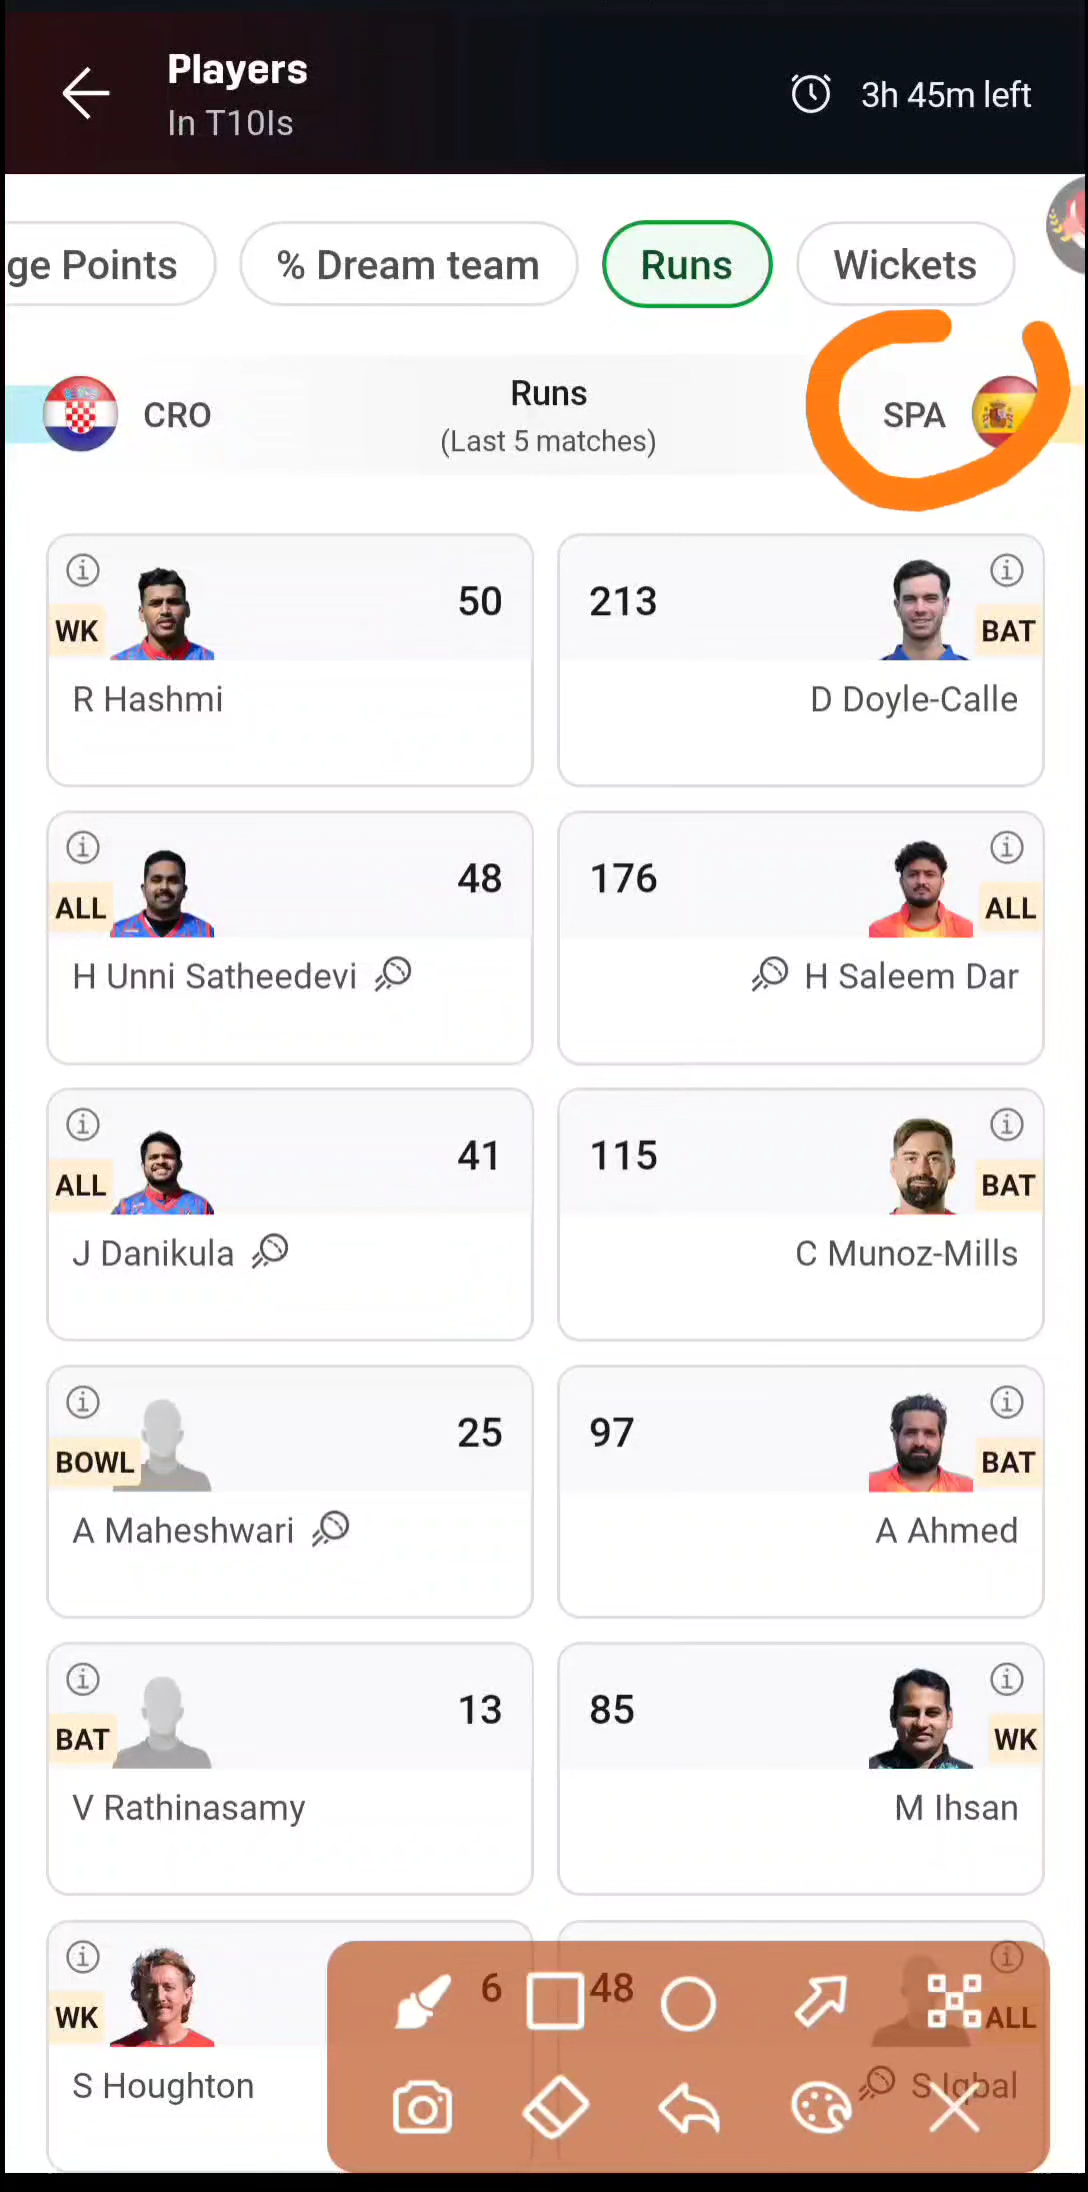 Players
In T10Is
3h 45m left
ge Points
% Dream team
Runs
Wickets
CRO
Runs
(Last 5 matches)
SPA
WK
50
R Hashmi
213
BAT
D Doyle-Calle
ALL
48
H Unni Satheedevi
176
ALL
H Saleem Dar
ALL
41
J Danikula
115
BAT
C Munoz-Mills
BOWL
25
A Maheshwari
97
BAT
A Ahmed
BAT
13
V Rathinasamy
85
WK
M Ihsan
WK
6
S Houghton
48
ALL
S Iqbal